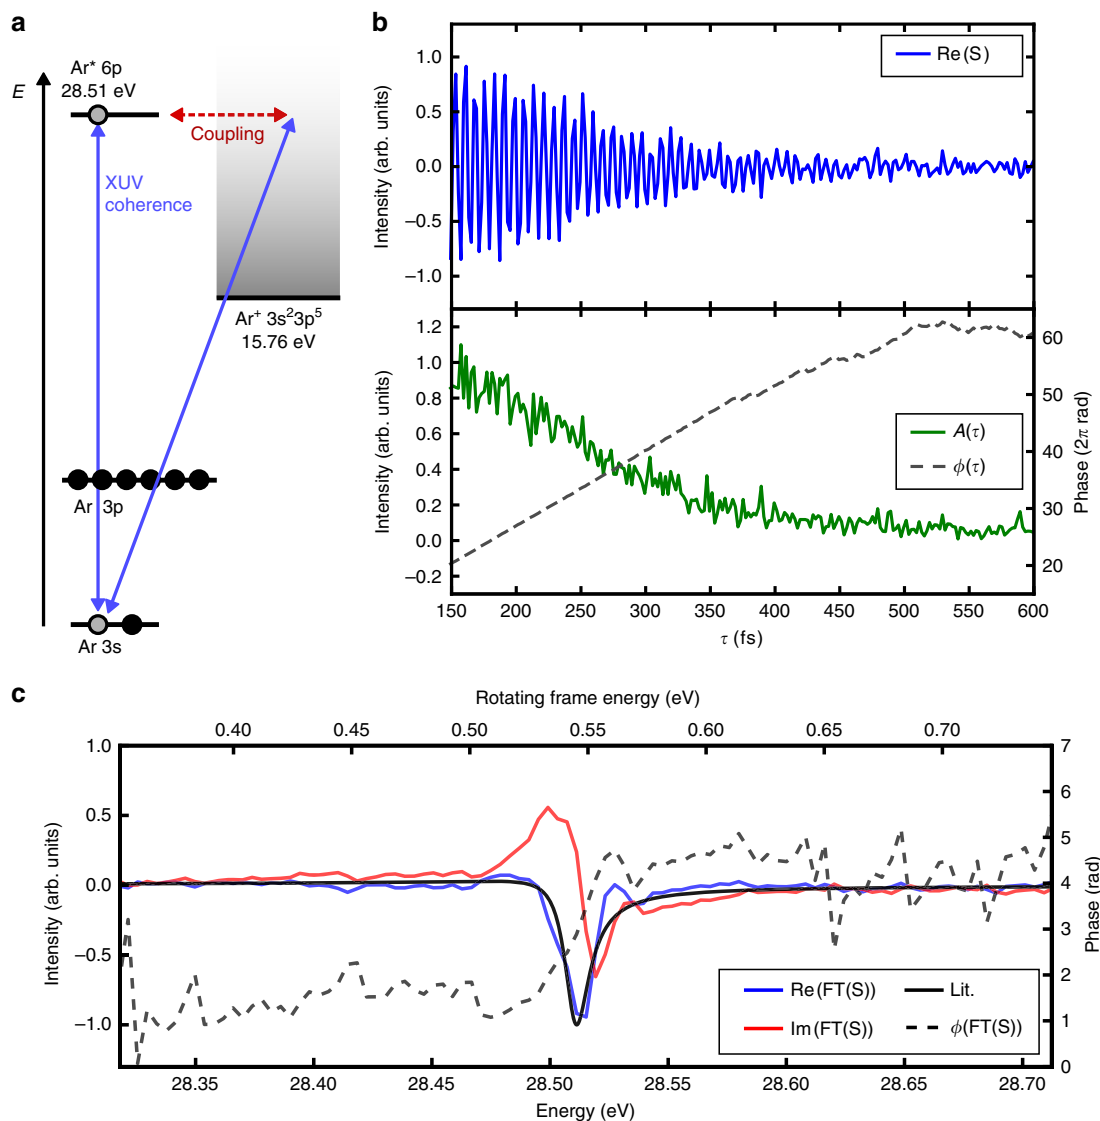 a
E
Ar* 6p
28.51 eV
Coupling
XUV
coherence
Ar⁺ 3s²3p⁵
15.76 eV
Ar 3p
Ar 3s
b
Intensity (arb. units)
1.0
0.5
0.0
−0.5
−1.0
Re(S)
Intensity (arb. units)
1.2
1.0
0.8
0.6
0.4
0.2
0.0
−0.2
A(τ)
ϕ(τ)
60
50
40
30
20
Phase (2π rad)
150 200 250 300 350 400 450 500 550 600
τ (fs)
c
Rotating frame energy (eV)
0.40 0.45 0.50 0.55 0.60 0.65 0.70
Intensity (arb. units)
1.0
0.5
0.0
−0.5
−1.0
7
6
5
4
3
2
1
0
Phase (rad)
Re(FT(S)) Lit.
Im(FT(S)) ϕ(FT(S))
28.35 28.40 28.45 28.50 28.55 28.60 28.65 28.70
Energy (eV)